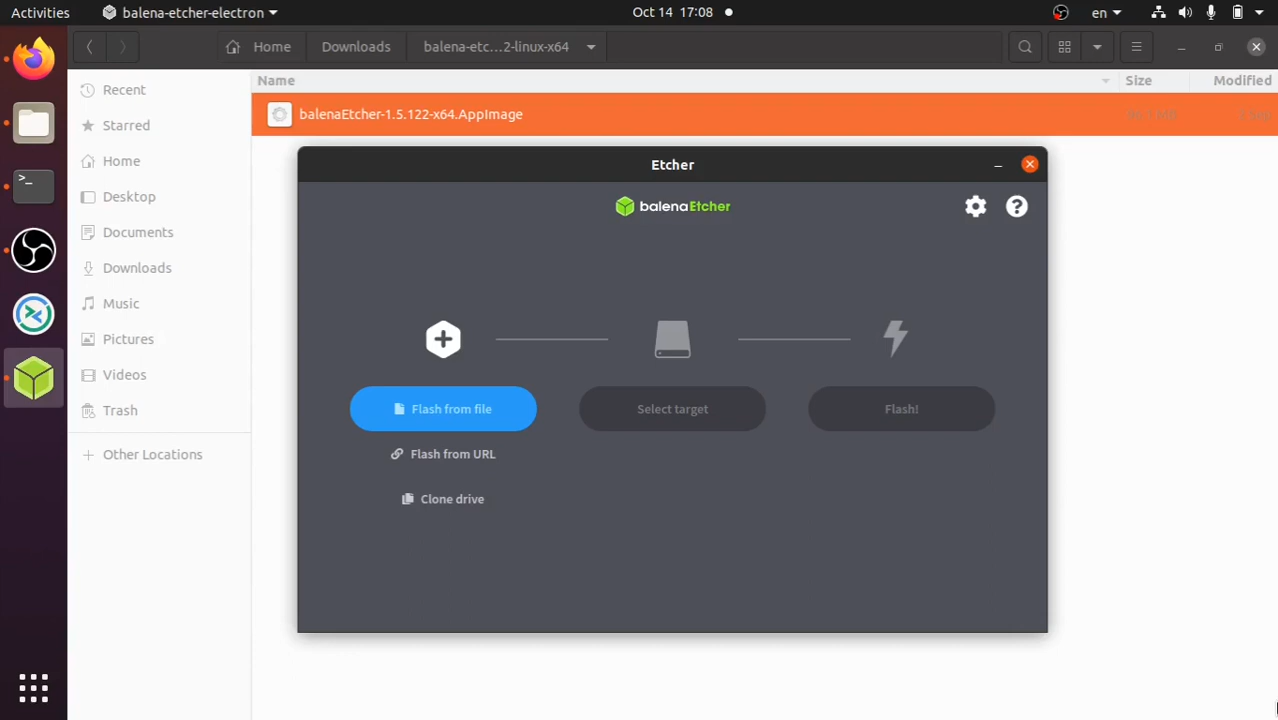 Activities balena-etcher-electron Oct 14 17:08 en
Home Downloads balena-etc...2-linux-x64
Name Size Modified
balenaEtcher-1.5.122-x64.AppImage
Recent
Starred
Home
Desktop
Documents
Downloads
Music
Pictures
Videos
Trash
Other Locations
Etcher
balenaEtcher
Flash from file Select target Flash!
Flash from URL
Clone drive